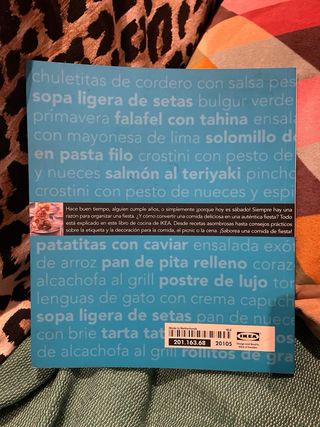 chuletitas de cordero con salsa pes
sopa ligera de setas bulgur verde
primavera falafel con tahina ensal
con mayonesa de lima solomillo d
en pasta filo crostini con pesto de
y nueces salmón al teriyaki pincho
crostini con pesto de nueces y espi
Hace buen tiempo, alguien cumple años, o simplemente ¡porque hoy es sábado! Siempre hay una
razón para organizar una fiesta. ¿Y cómo convertir una comida deliciosa en una auténtica fiesta? Todo
está explicado en este libro de cocina de IKEA. Desde recetas asombrosas hasta consejos prácticos
sobre la etiqueta y la decoración para la comida, el picnic o la cena. ¡Saborea una comida de fiesta!
patatitas con caviar ensalada exót
de arroz pan de pita relleno coraz
alcachofa al grill postre de lujo to
lenguas de gato con crema capuch
sopa ligera de setas pan de nuece
con brie tarta tat
de alcachofa al grill rollitos de gra
201.163.68
20105
IKEA